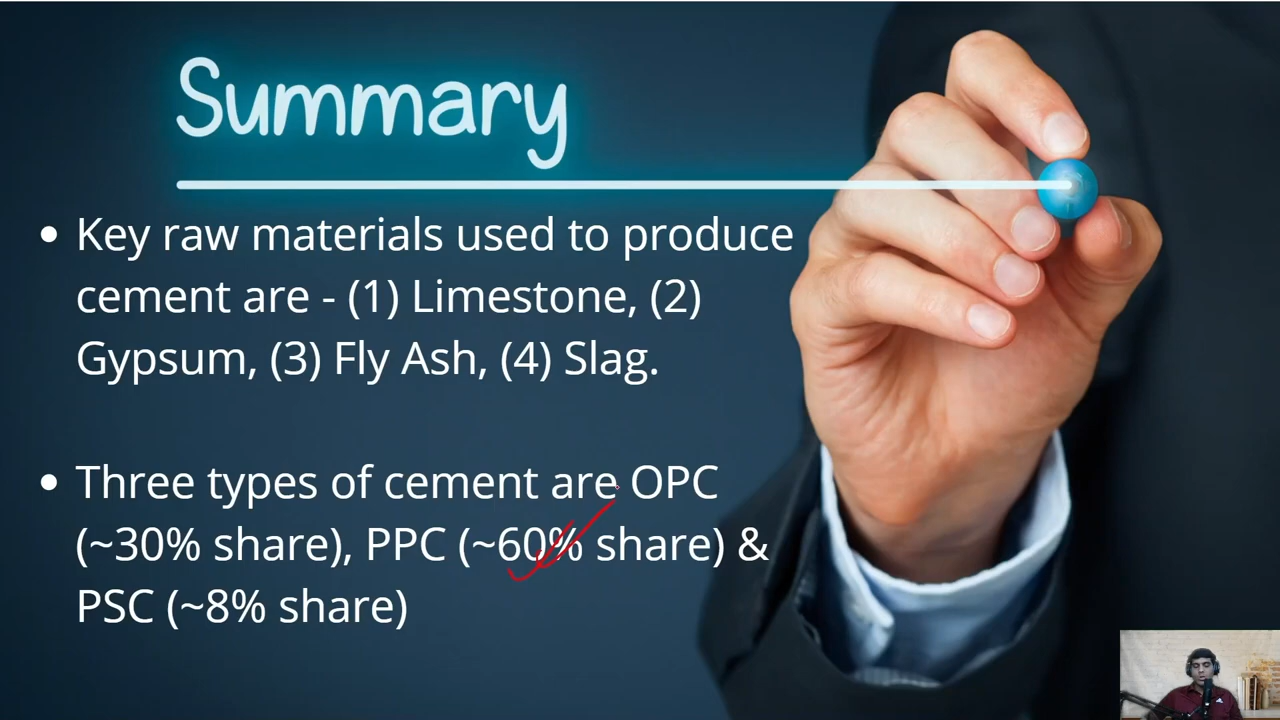 Summary
• Key raw materials used to produce
cement are - (1) Limestone, (2)
Gypsum, (3) Fly Ash, (4) Slag.
• Three types of cement are OPC
(~30% share), PPC (~60% share) &
PSC (~8% share)